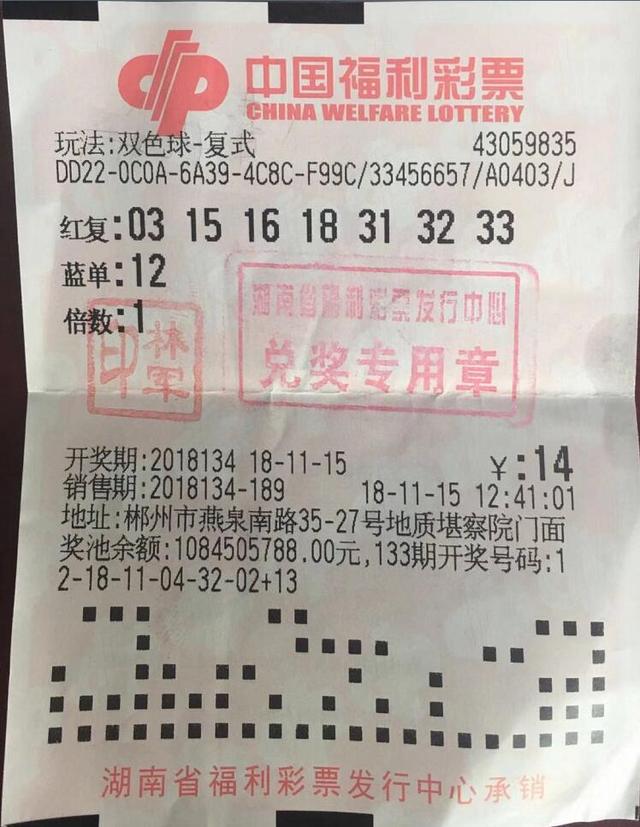 中国福利彩票
CHINA WELFARE LOTTERY
玩法:双色球-复式 43059835
DD22-0C0A-6A39-4C8C-F99C/33456657/A0403/J
红复:03 15 16 18 31 32 33
蓝单:12
倍数:1
湖南省福利彩票发行中心
兑奖专用章
林军
印
开奖期:2018134 18-11-15 ¥:14
销售期:2018134-189 18-11-15 12:41:01
地址:郴州市燕泉南路35-27号地质堪察院门面
奖池余额:1084505788.00元,133期开奖号码:1
2-18-11-04-32-02+13
湖南省福利彩票发行中心承销